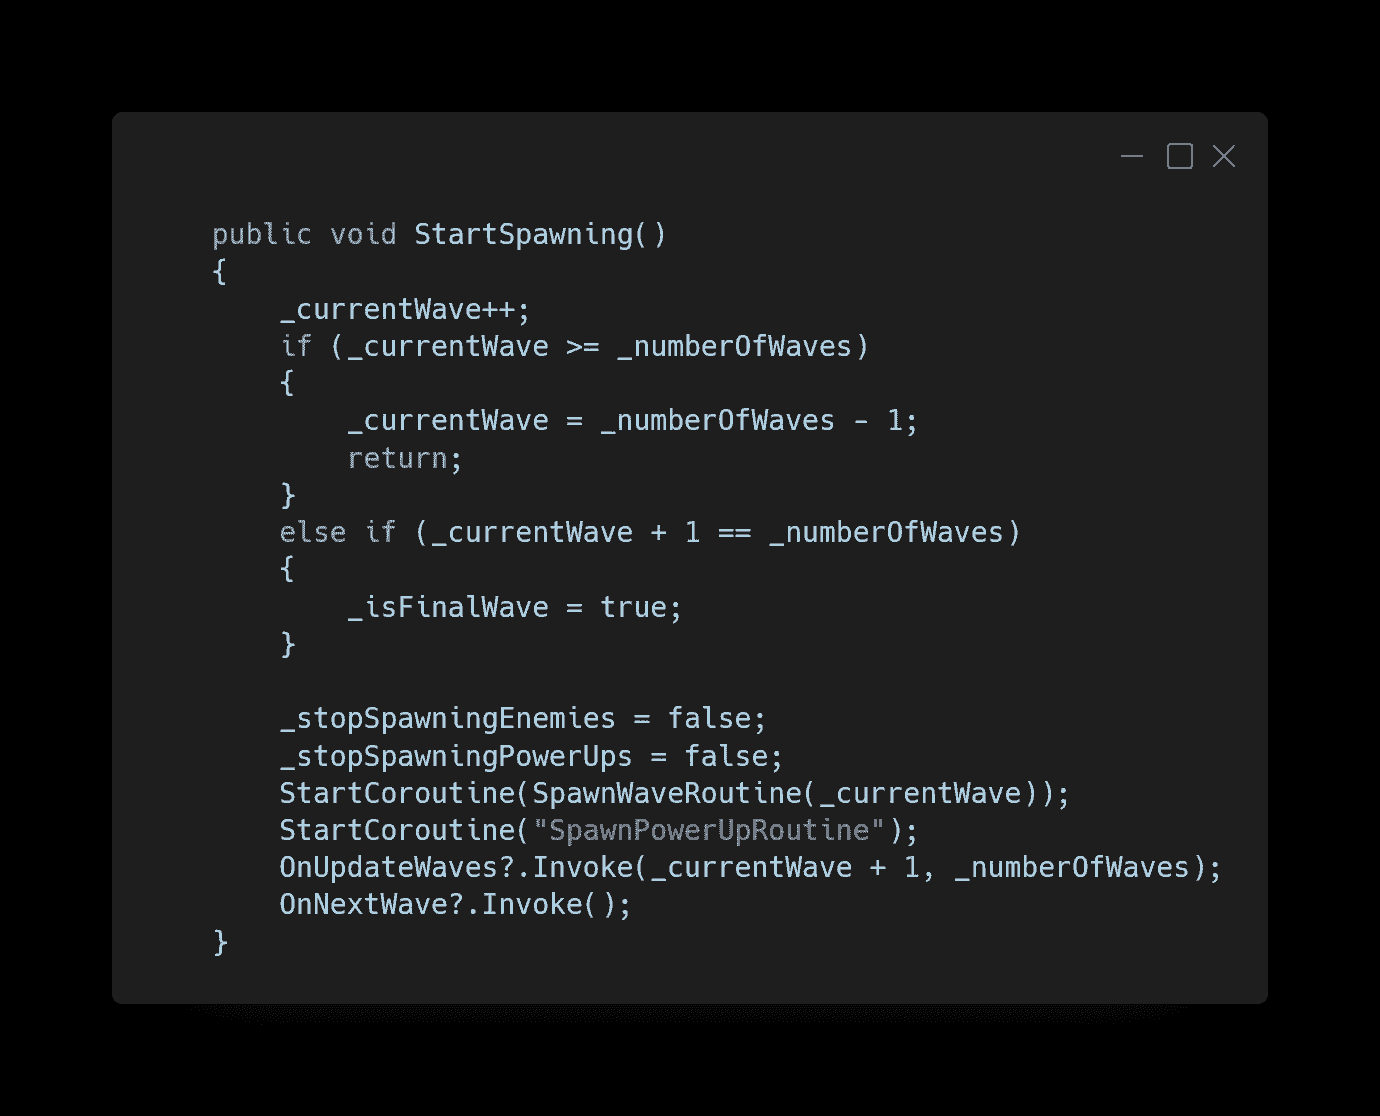 public void StartSpawning()
{
    _currentWave++;
    if (_currentWave >= _numberOfWaves)
    {
        _currentWave = _numberOfWaves - 1;
        return;
    }
    else if (_currentWave + 1 == _numberOfWaves)
    {
        _isFinalWave = true;
    }

    _stopSpawningEnemies = false;
    _stopSpawningPowerUps = false;
    StartCoroutine(SpawnWaveRoutine(_currentWave));
    StartCoroutine("SpawnPowerUpRoutine");
    OnUpdateWaves?.Invoke(_currentWave + 1, _numberOfWaves);
    OnNextWave?.Invoke();
}